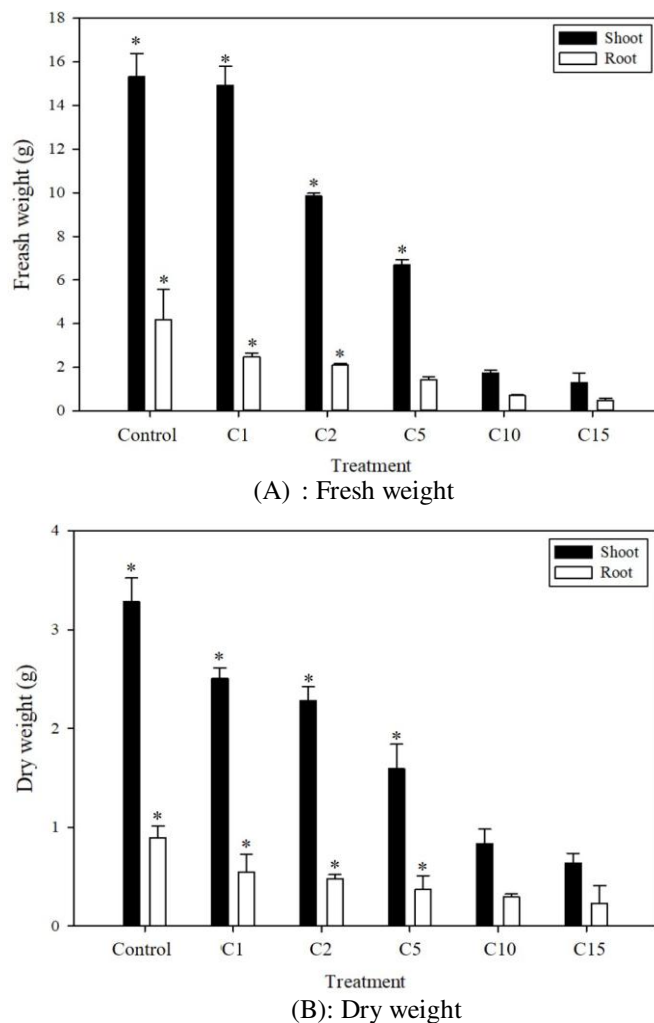 18
16
14
12
10
8
6
4
2
0
Freash weight (g)
Shoot
Root
* * * * * * *
Control C1 C2 C5 C10 C15
Treatment
(A) : Fresh weight
4
3
2
1
0
Dry weight (g)
Shoot
Root
* * * * * * * *
Control C1 C2 C5 C10 C15
Treatment
(B): Dry weight